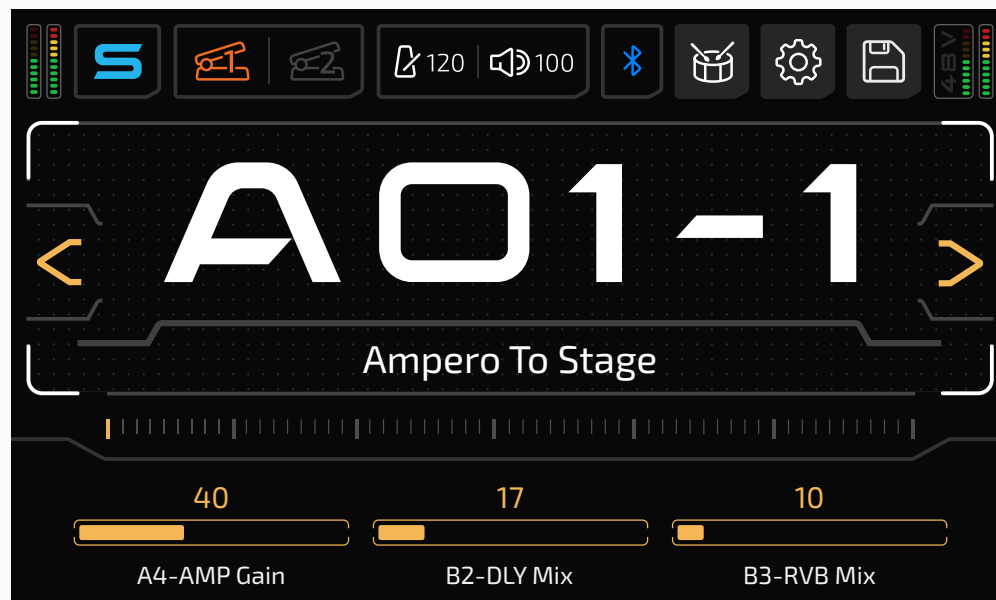 S 1 2 120 100 48V
A01-1
Ampero To Stage
40 17 10
A4-AMP Gain B2-DLY Mix B3-RVB Mix